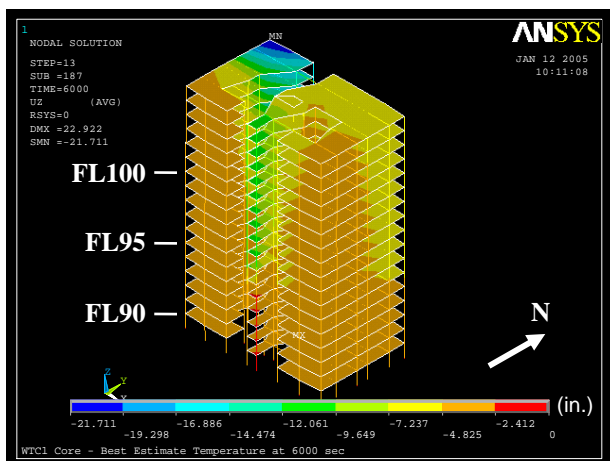 1
ANSYS
NODAL SOLUTION
JAN 12 2005
10:11:08
STEP=13
SUB =187
TIME=6000
UZ (AVG)
RSYS=0
DMX =22.922
SMN =-21.711
MN
FL100
FL95
FL90
N
MX
Z
Y
X
(in.)
-21.711 -16.886 -12.061 -7.237 -2.412
-19.298 -14.474 -9.649 -4.825 0
WTC1 Core - Best Estimate Temperature at 6000 sec